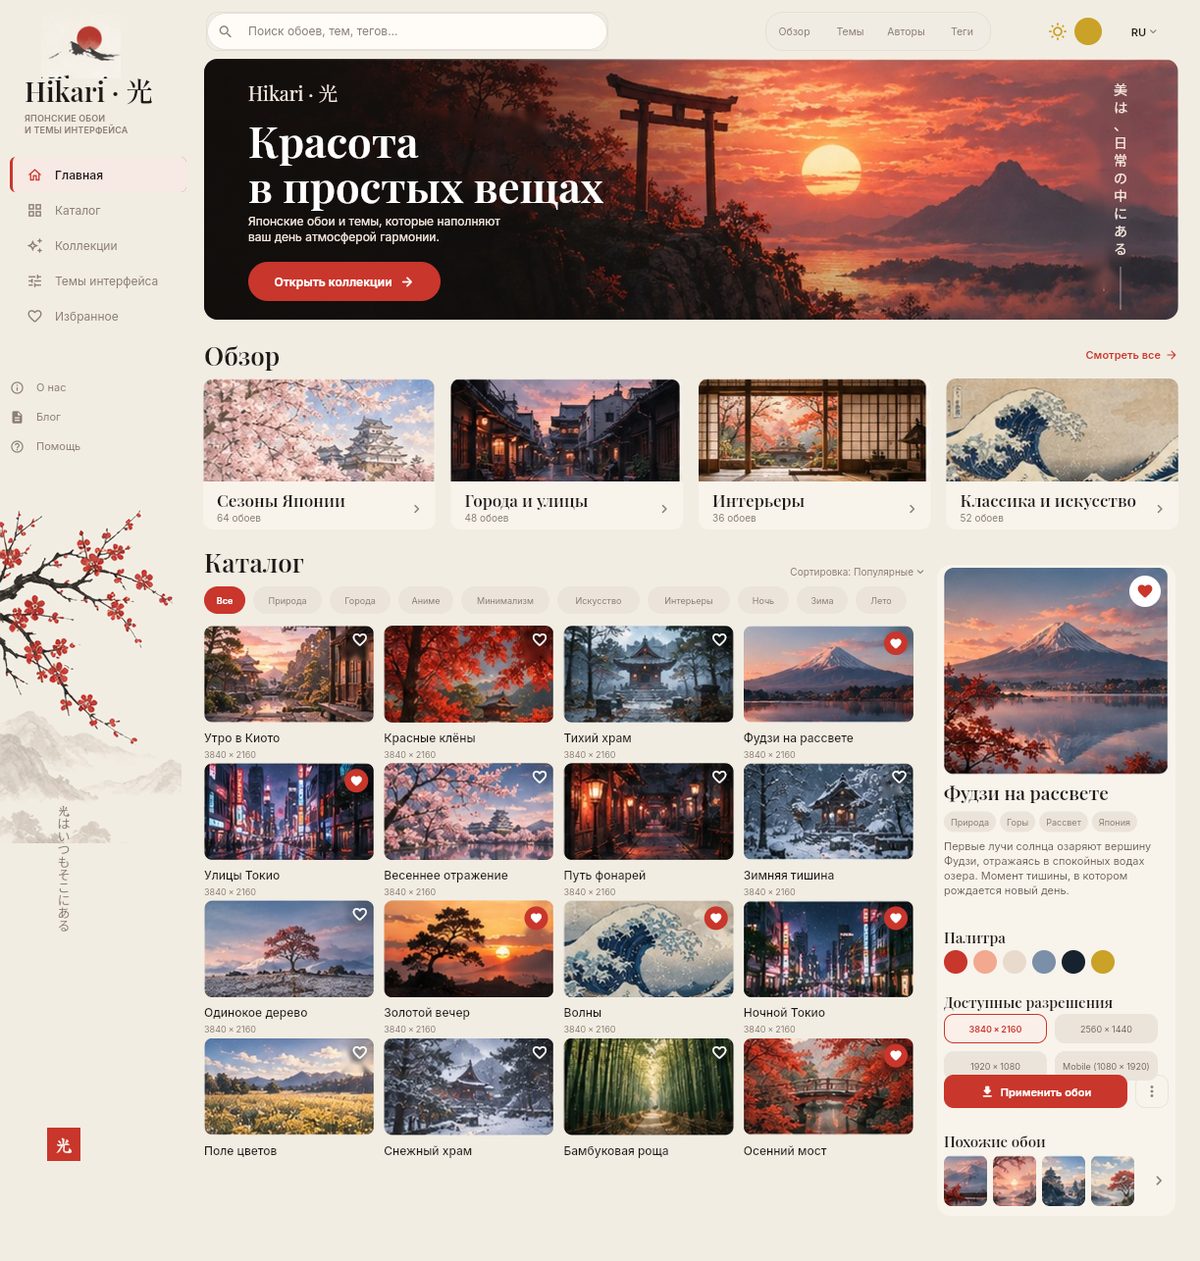 Hikari · 光
ЯПОНСКИЕ ОБОИ
И ТЕМЫ ИНТЕРФЕЙСА
Главная
Каталог
Коллекции
Темы интерфейса
Избранное
О нас
Блог
Помощь
光はいつもそこにある
光
Поиск обоев, тем, тегов...
Обзор
Темы
Авторы
Теги
RU
Hikari · 光
Красота
в простых вещах
Японские обои и темы, которые наполняют
ваш день атмосферой гармонии.
Открыть коллекции
美は、日常の中にある
Обзор
Смотреть все
Сезоны Японии
64 обоев
Города и улицы
48 обоев
Интерьеры
36 обоев
Классика и искусство
52 обоев
Каталог
Сортировка: Популярные
Все
Природа
Города
Аниме
Минимализм
Искусство
Интерьеры
Ночь
Зима
Лето
Утро в Киото
3840 × 2160
Красные клёны
3840 × 2160
Тихий храм
3840 × 2160
Фудзи на рассвете
3840 × 2160
Улицы Токио
3840 × 2160
Весеннее отражение
3840 × 2160
Путь фонарей
3840 × 2160
Зимняя тишина
3840 × 2160
Одинокое дерево
3840 × 2160
Золотой вечер
3840 × 2160
Волны
3840 × 2160
Ночной Токио
3840 × 2160
Поле цветов
Снежный храм
Бамбуковая роща
Осенний мост
Фудзи на рассвете
Природа
Горы
Рассвет
Япония
Первые лучи солнца озаряют вершину
Фудзи, отражаясь в спокойных водах
озера. Момент тишины, в котором
рождается новый день.
Палитра
Доступные разрешения
3840 × 2160
2560 × 1440
1920 × 1080
Mobile (1080 × 1920)
Применить обои
Похожие обои